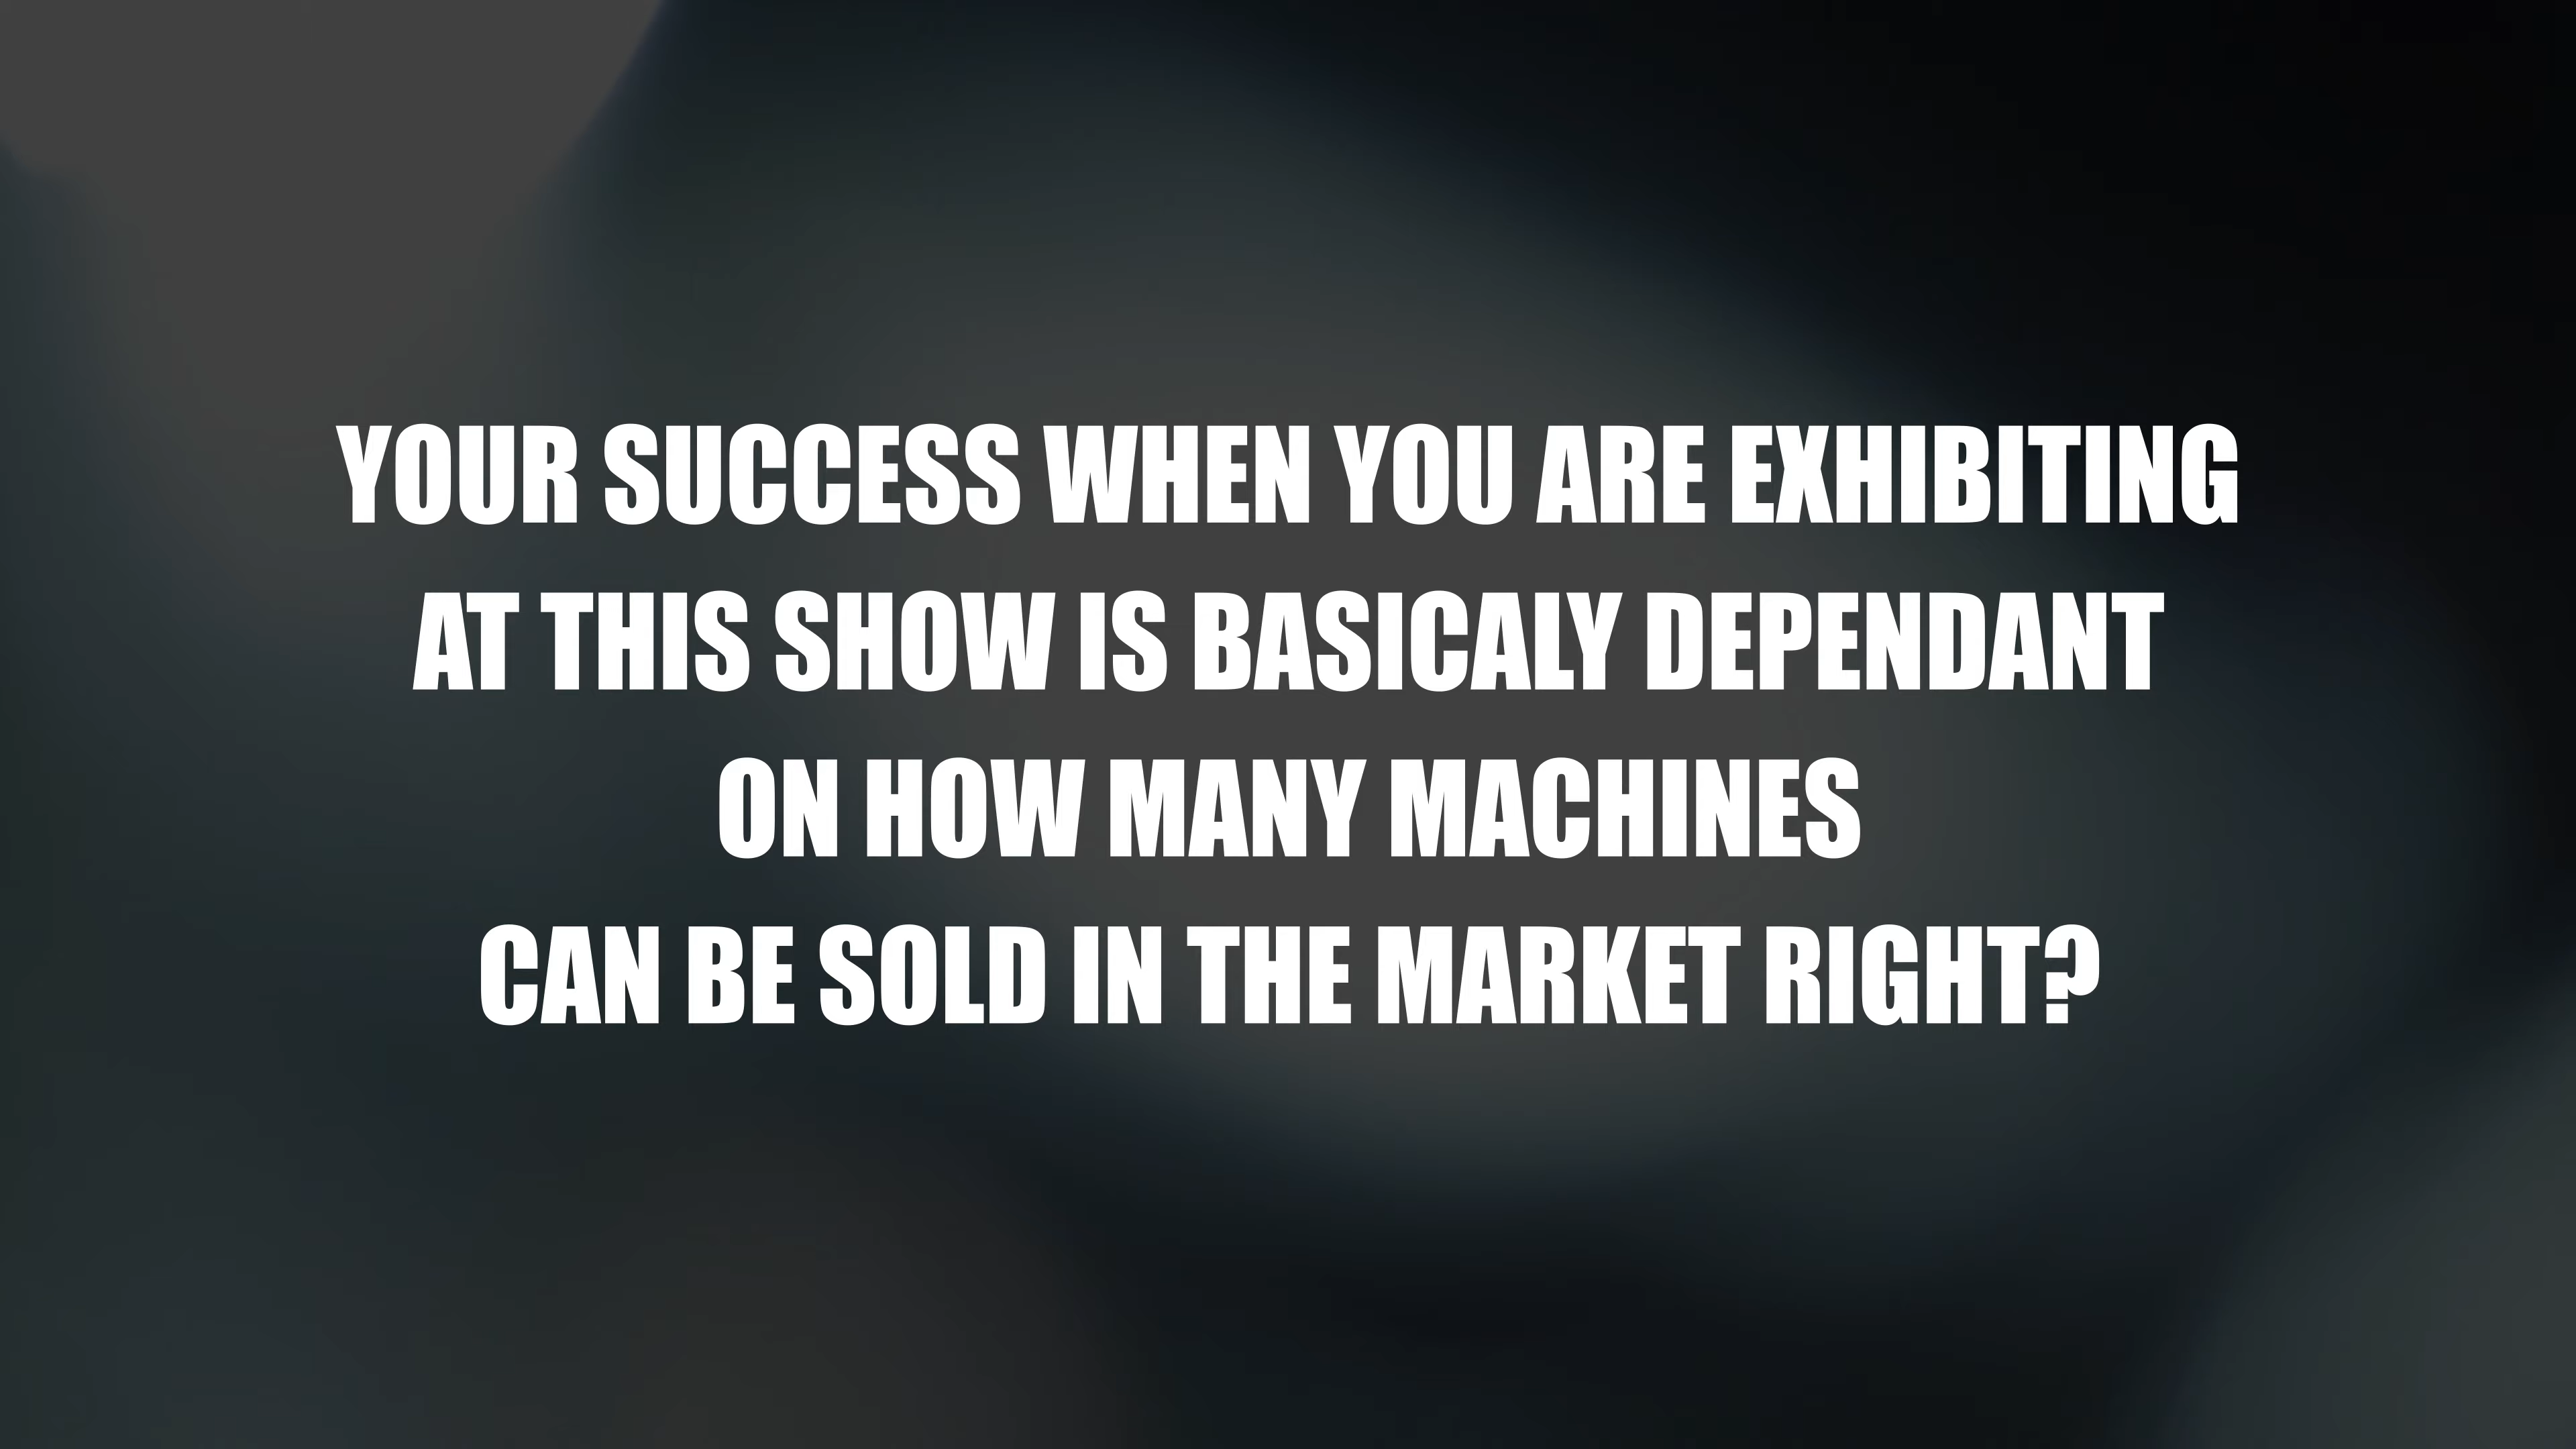 YOUR SUCCESS WHEN YOU ARE EXHIBITING
AT THIS SHOW IS BASICALY DEPENDANT
ON HOW MANY MACHINES
CAN BE SOLD IN THE MARKET RIGHT?